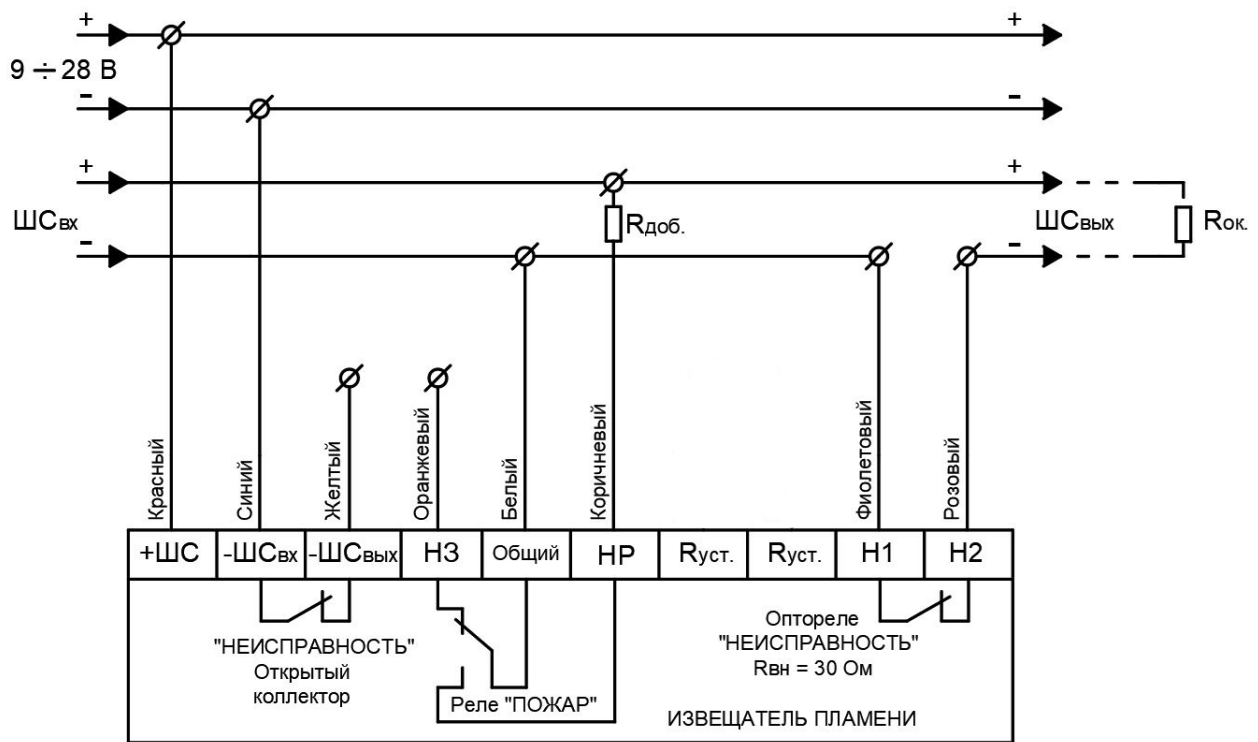 + +
9 ÷ 28 В
- -
+ +
Rдоб.
ШСвх ШСвых Rок.
- -
Красный
Синий
Желтый
Оранжевый
Белый
Коричневый
Фиолетовый
Розовый
+ШС -ШСвх -ШСвых НЗ Общий НР Rуст. Rуст. Н1 Н2
"НЕИСПРАВНОСТЬ"
Открытый
коллектор
Реле "ПОЖАР"
Оптореле
"НЕИСПРАВНОСТЬ"
Rвн = 30 Ом
ИЗВЕЩАТЕЛЬ ПЛАМЕНИ